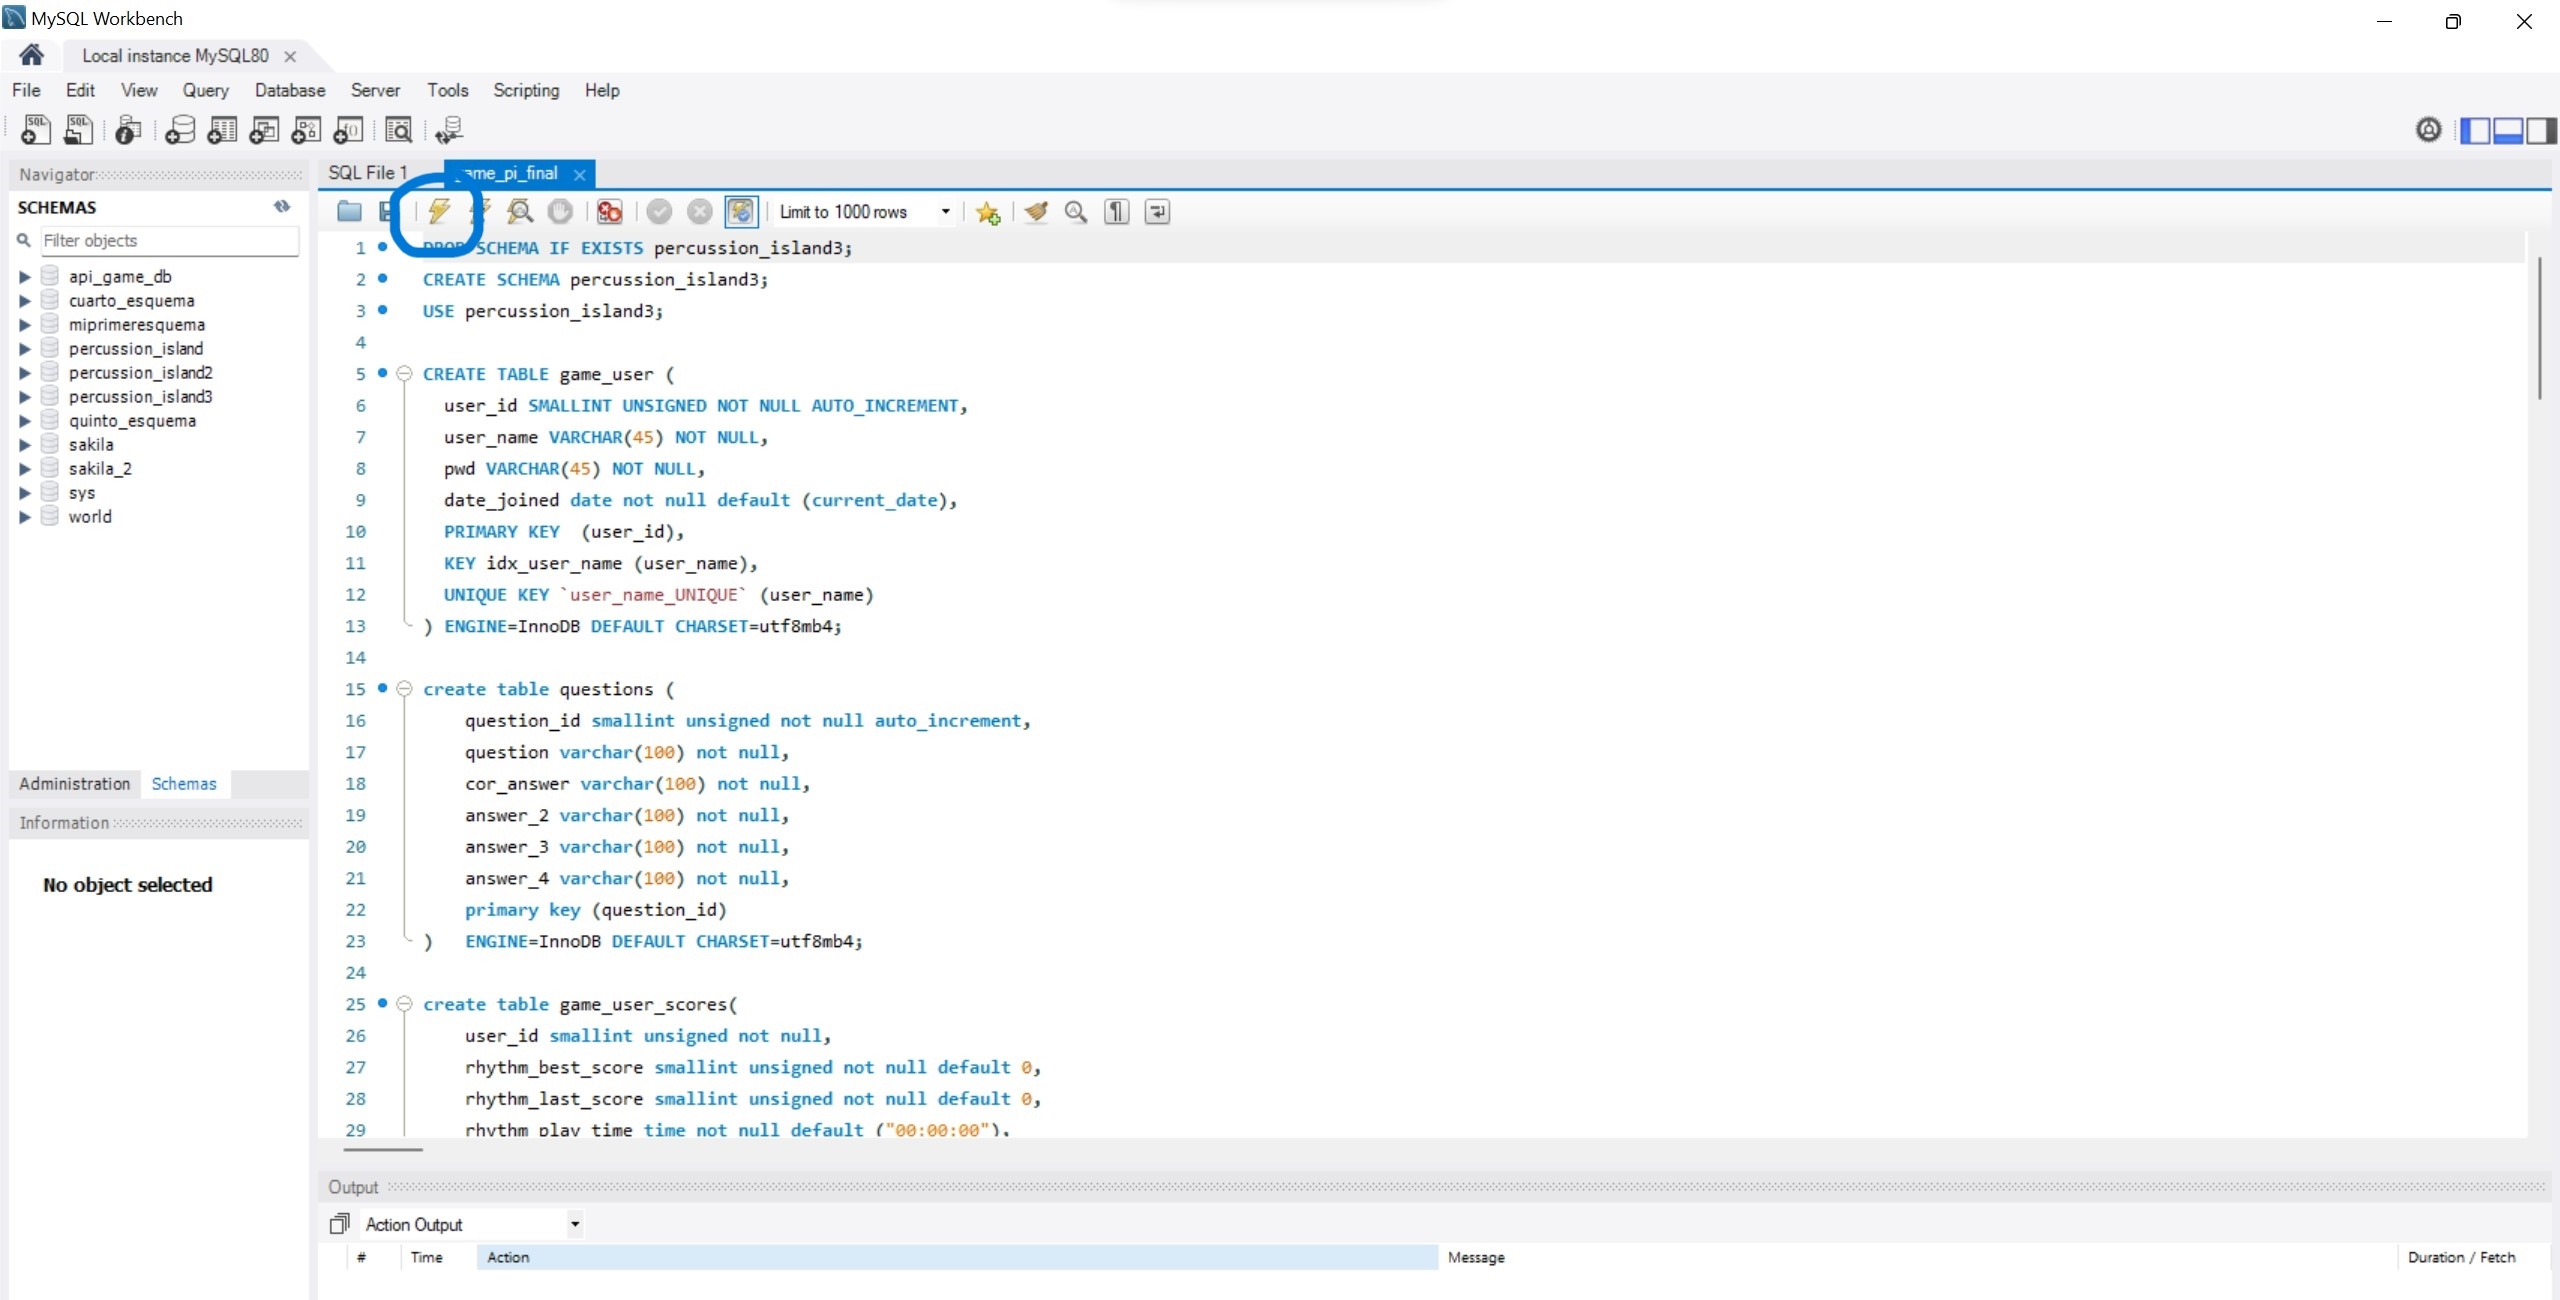 MySQL Workbench
Local instance MySQL80
File Edit View Query Database Server Tools Scripting Help
Navigator
SCHEMAS
Filter objects
api_game_db
cuarto_esquema
miprimeresquema
percussion_island
percussion_island2
percussion_island3
quinto_esquema
sakila
sakila_2
sys
world
Administration Schemas
Information
No object selected
SQL File 1 ame_pi_final
Limit to 1000 rows
1 DROP SCHEMA IF EXISTS percussion_island3;
2 CREATE SCHEMA percussion_island3;
3 USE percussion_island3;
4
5 CREATE TABLE game_user (
6 user_id SMALLINT UNSIGNED NOT NULL AUTO_INCREMENT,
7 user_name VARCHAR(45) NOT NULL,
8 pwd VARCHAR(45) NOT NULL,
9 date_joined date not null default (current_date),
10 PRIMARY KEY (user_id),
11 KEY idx_user_name (user_name),
12 UNIQUE KEY `user_name_UNIQUE` (user_name)
13 ) ENGINE=InnoDB DEFAULT CHARSET=utf8mb4;
14
15 create table questions (
16 question_id smallint unsigned not null auto_increment,
17 question varchar(100) not null,
18 cor_answer varchar(100) not null,
19 answer_2 varchar(100) not null,
20 answer_3 varchar(100) not null,
21 answer_4 varchar(100) not null,
22 primary key (question_id)
23 ) ENGINE=InnoDB DEFAULT CHARSET=utf8mb4;
24
25 create table game_user_scores(
26 user_id smallint unsigned not null,
27 rhythm_best_score smallint unsigned not null default 0,
28 rhythm_last_score smallint unsigned not null default 0,
29 rhythm_play_time time not null default ("00:00:00"),
Output
Action Output
# Time Action Message Duration / Fetch